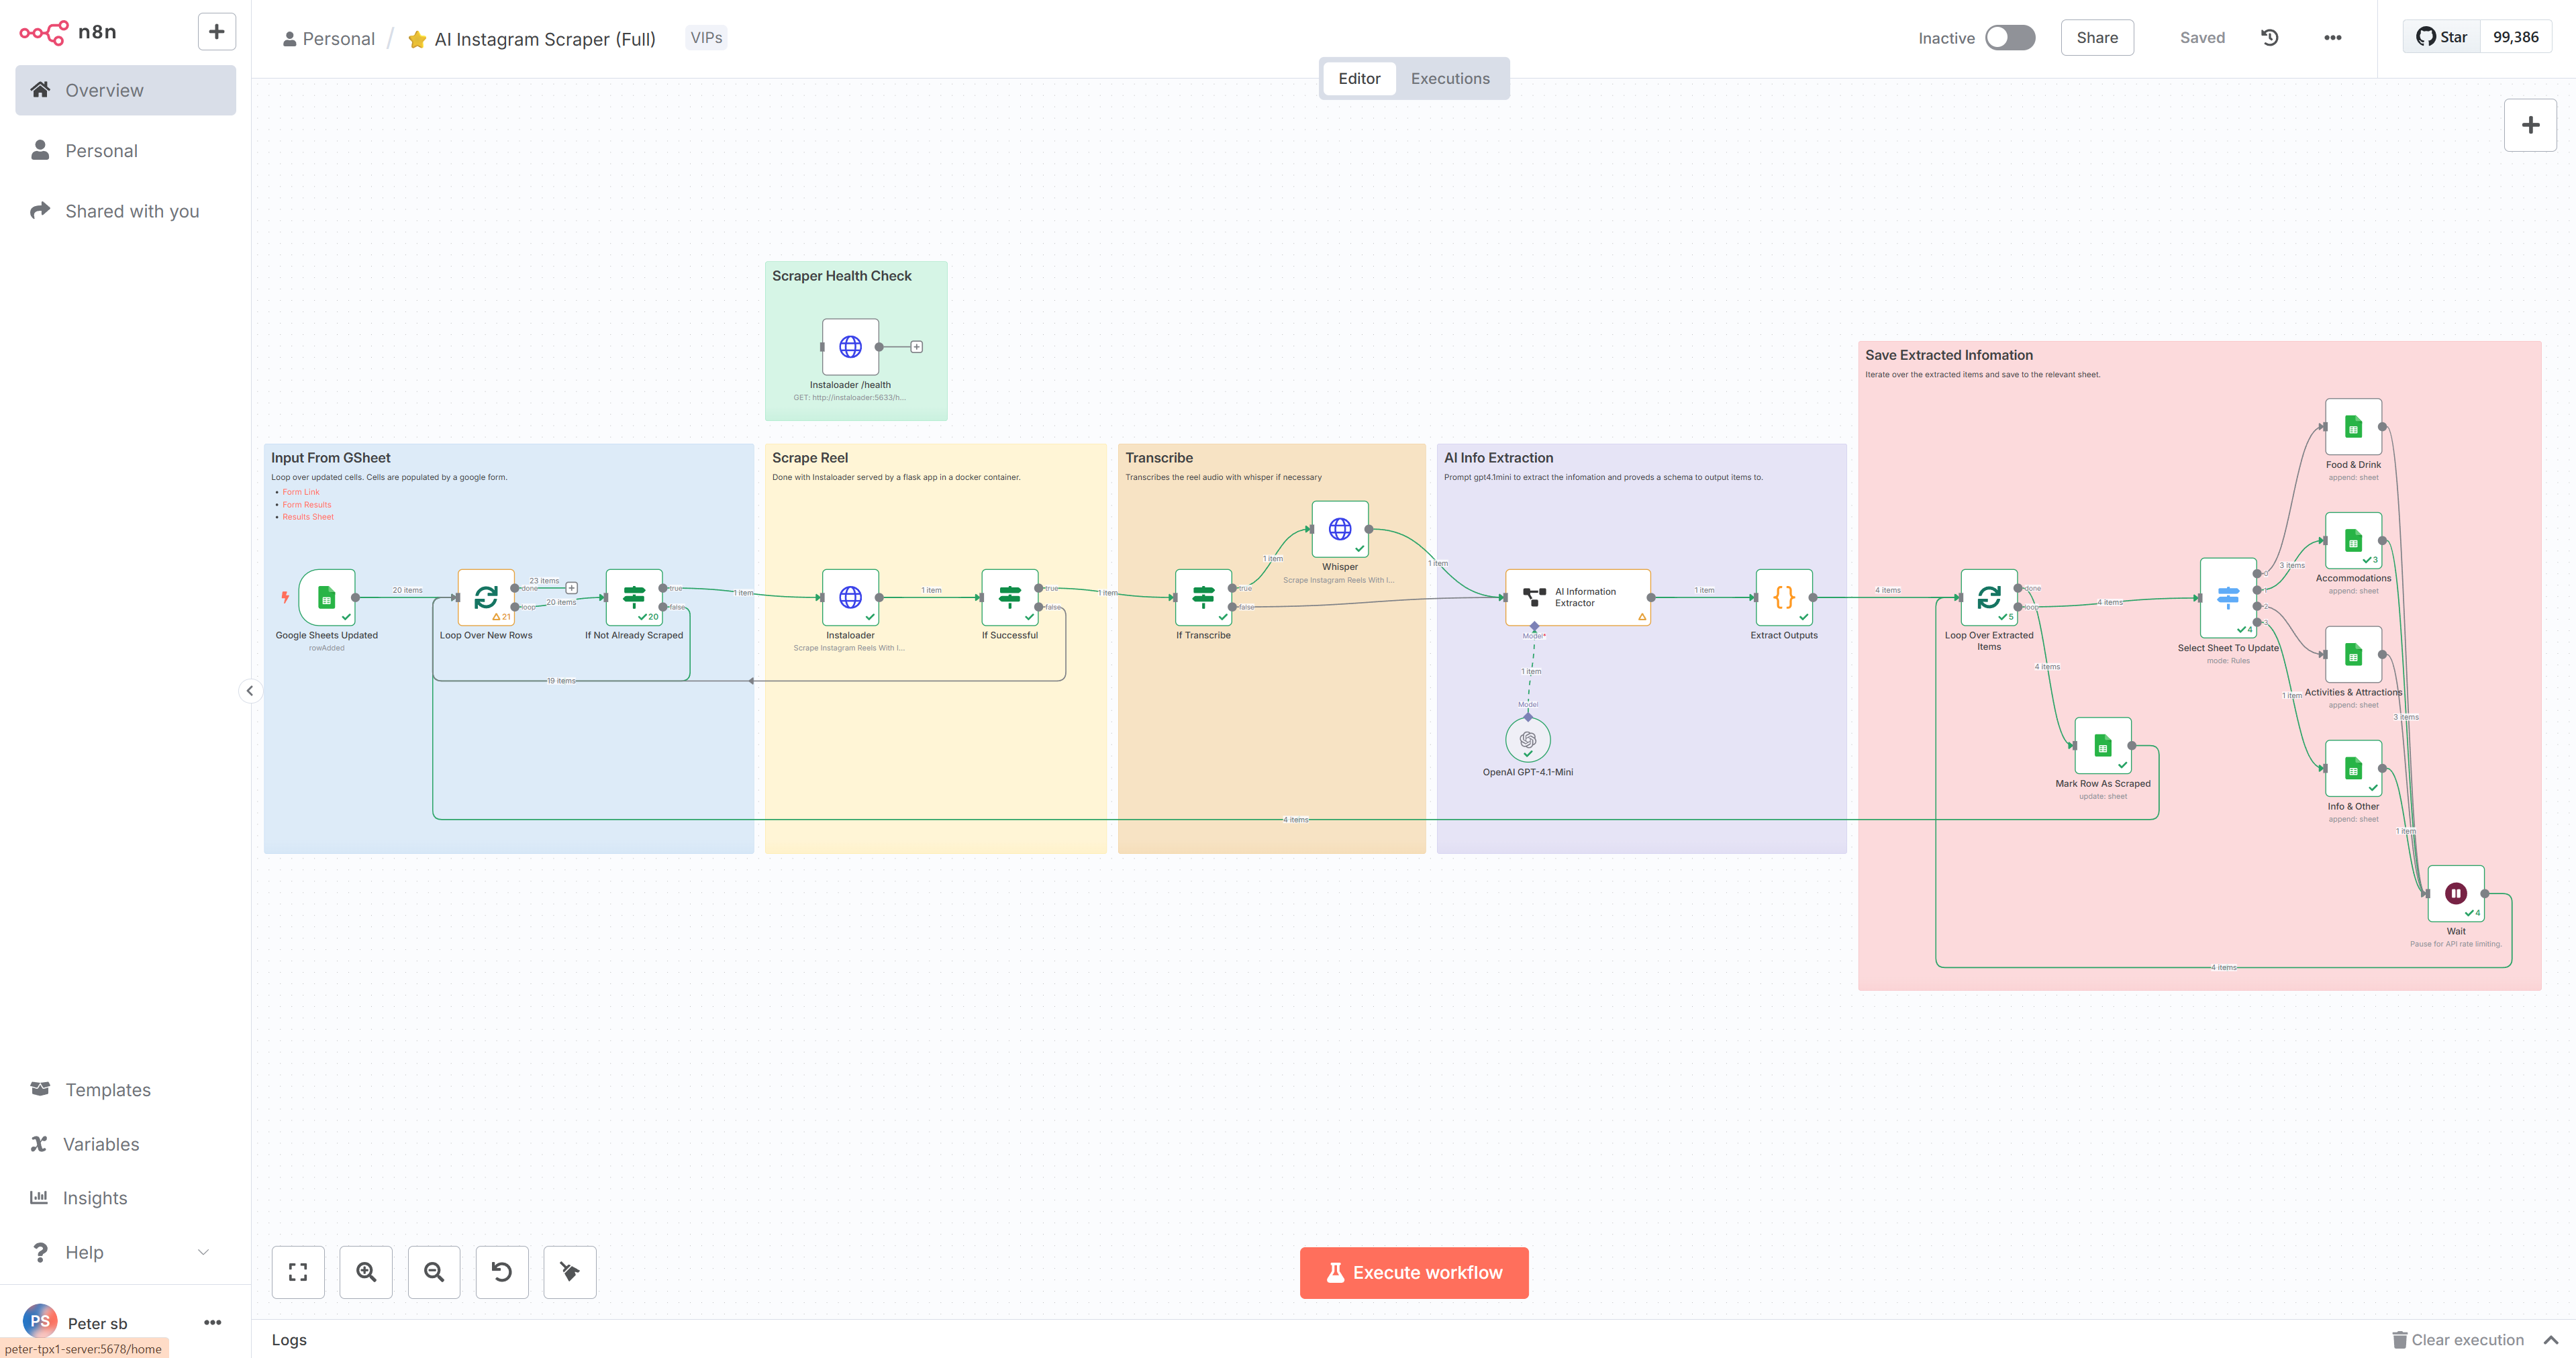 n8n
Personal / AI Instagram Scraper (Full) VIPs
Inactive Share Saved Star 99,386
Editor Executions
Overview
Personal
Shared with you
Scraper Health Check
Instaloader /health
GET: http://instaloader:5633/h...
Input From GSheet
Loop over updated cells. Cells are populated by a google form.
Form Link
Form Results
Results Sheet
20 items
23 items
done
loop
20 items
true
false
21
20
Google Sheets Updated
rowAdded
Loop Over New Rows
If Not Already Scraped
19 items
1 item
Scrape Reel
Done with Instaloader served by a flask app in a docker container.
1 item
true
false
Instaloader
Scrape Instagram Reels With I...
If Successful
1 item
Transcribe
Transcribes the reel audio with whisper if necessary
1 item
true
false
Whisper
Scrape Instagram Reels With I...
If Transcribe
1 item
AI Info Extraction
Prompt gpt4.1mini to extract the infomation and proveds a schema to output items to.
AI Information
Extractor
Model*
1 item
Model
OpenAI GPT-4.1-Mini
1 item
Extract Outputs
4 items
4 items
Save Extracted Infomation
Iterate over the extracted items and save to the relevant sheet.
done
loop
5
Loop Over Extracted
Items
4 items
4 items
Mark Row As Scraped
update: sheet
0
1
2
3
4
Select Sheet To Update
mode: Rules
3 items
1 item
Food & Drink
append: sheet
3
Accommodations
append: sheet
Activities & Attractions
append: sheet
3 items
Info & Other
append: sheet
1 item
4
Wait
Pause for API rate limiting.
4 items
Templates
Variables
Insights
Help
PS Peter sb
peter-tpx1-server:5678/home
Execute workflow
Logs
Clear execution